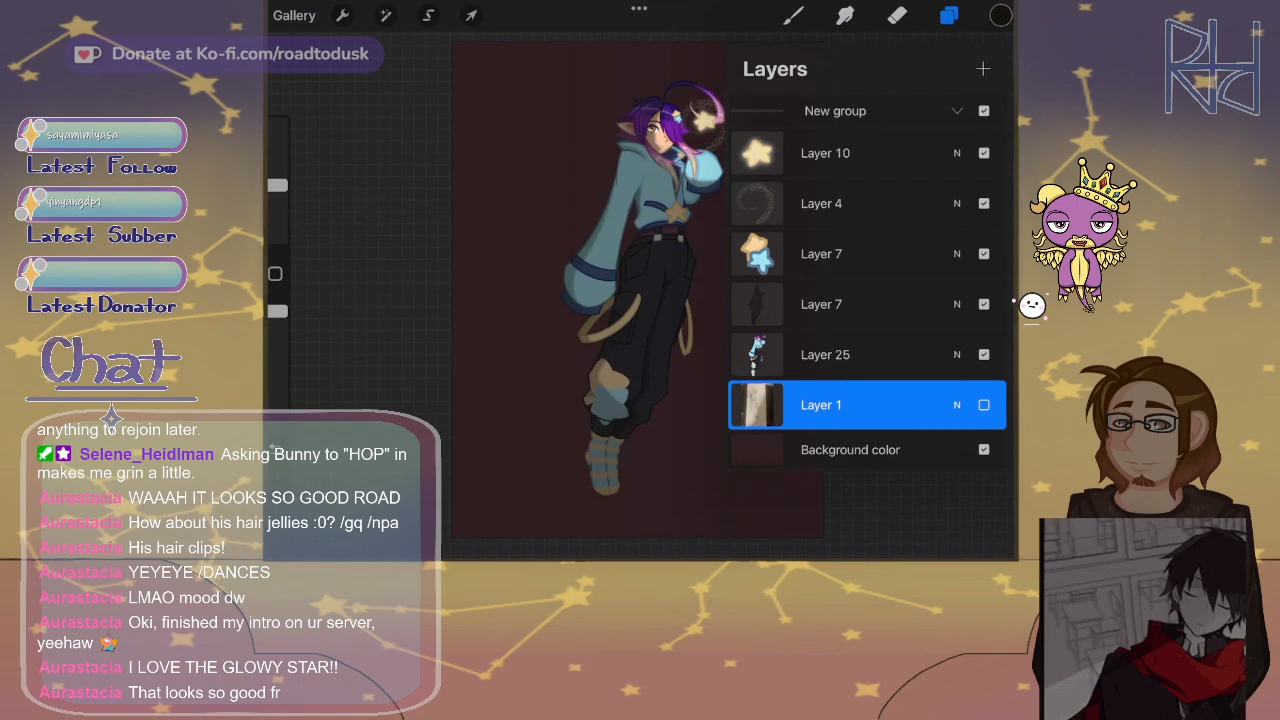 Gallery
Donate at Ko-fi.com/roadtodusk
sayamimiyasa
Latest Follow
yinyangdp1
Latest Subber
Latest Donator
Chat
anything to rejoin later.
Selene_Heidlman Asking Bunny to "HOP" in
makes me grin a little.
Aurastacia WAAAH IT LOOKS SO GOOD ROAD
Aurastacia How about his hair jellies :0? /gq /npa
Aurastacia His hair clips!
Aurastacia YEYEYE /DANCES
Aurastacia LMAO mood dw
Aurastacia Oki, finished my intro on ur server,
yeehaw
Aurastacia I LOVE THE GLOWY STAR!!
Aurastacia That looks so good fr
Layers
New group
Layer 10 N
Layer 4 N
Layer 7 N
Layer 7 N
Layer 25 N
Layer 1 N
Background color